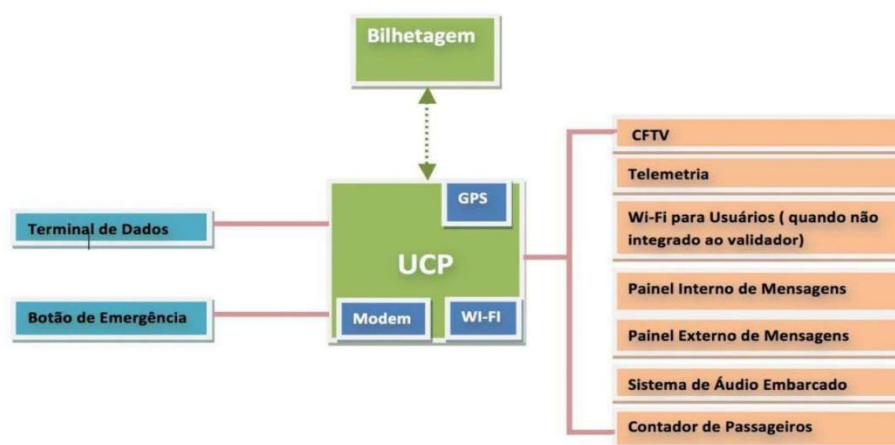 Bilhetagem
CFTV
Telemetria
GPS
Wi-Fi para Usuários ( quando não
integrado ao validador)
Terminal de Dados
UCP
Painel Interno de Mensagens
Botão de Emergência
Modem
WI-FI
Painel Externo de Mensagens
Sistema de Áudio Embarcado
Contador de Passageiros